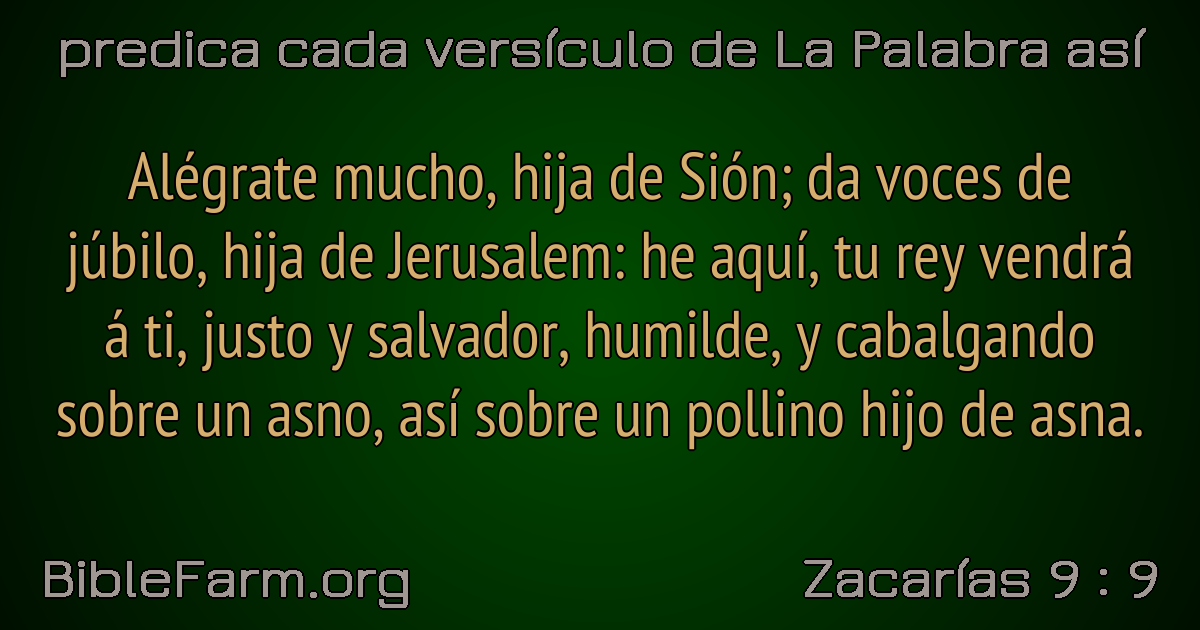 predica cada versículo de La Palabra así
Alégrate mucho, hija de Sión; da voces de
júbilo, hija de Jerusalem: he aquí, tu rey vendrá
á ti, justo y salvador, humilde, y cabalgando
sobre un asno, así sobre un pollino hijo de asna.
BibleFarm.org
Zacarías 9 : 9